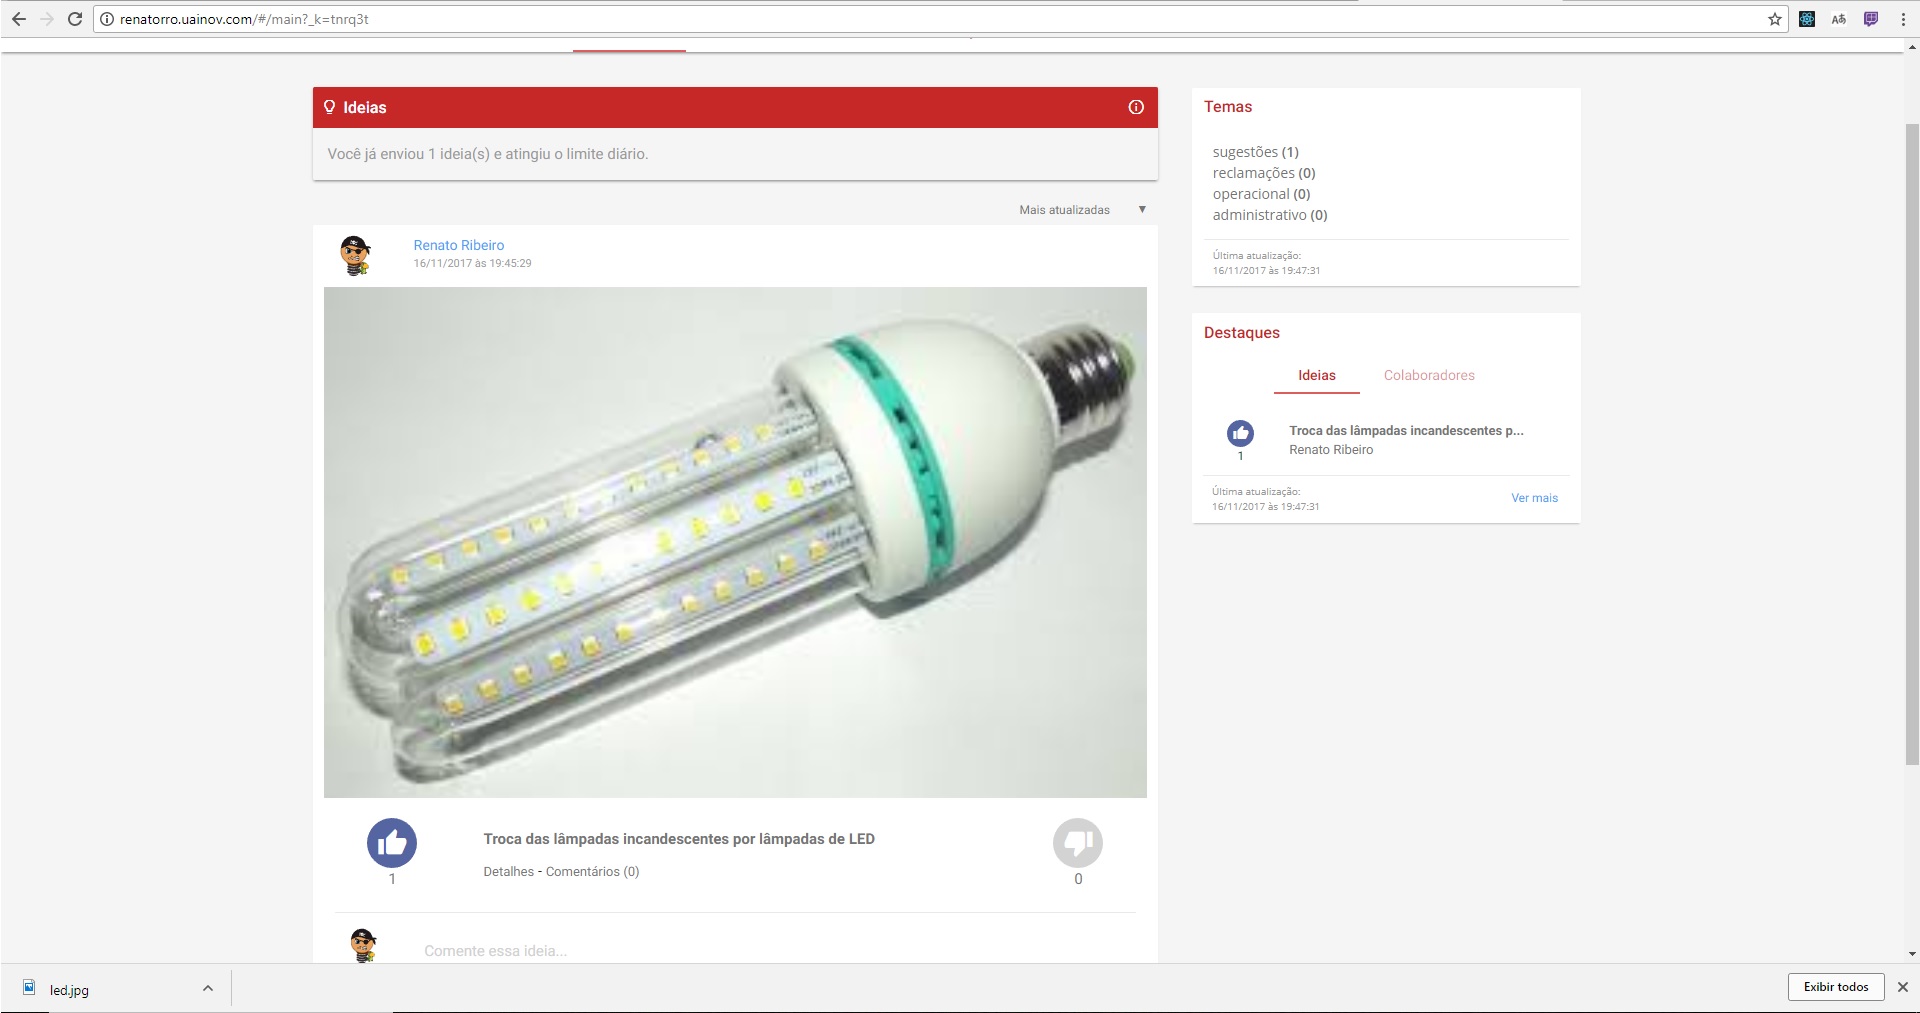 renatorro.uainov.com/#/main?_k=tnrq3t
Ideias
Você já enviou 1 ideia(s) e atingiu o limite diário.
Mais atualizadas
Renato Ribeiro
16/11/2017 às 19:45:29
1
Troca das lâmpadas incandescentes por lâmpadas de LED
Detalhes - Comentários (0)
0
Comente essa ideia...
Temas
sugestões (1)
reclamações (0)
operacional (0)
administrativo (0)
Última atualização:
16/11/2017 às 19:47:31
Destaques
Ideias Colaboradores
Troca das lâmpadas incandescentes p...
Renato Ribeiro
1
Última atualização:
16/11/2017 às 19:47:31
Ver mais
led.jpg
Exibir todos